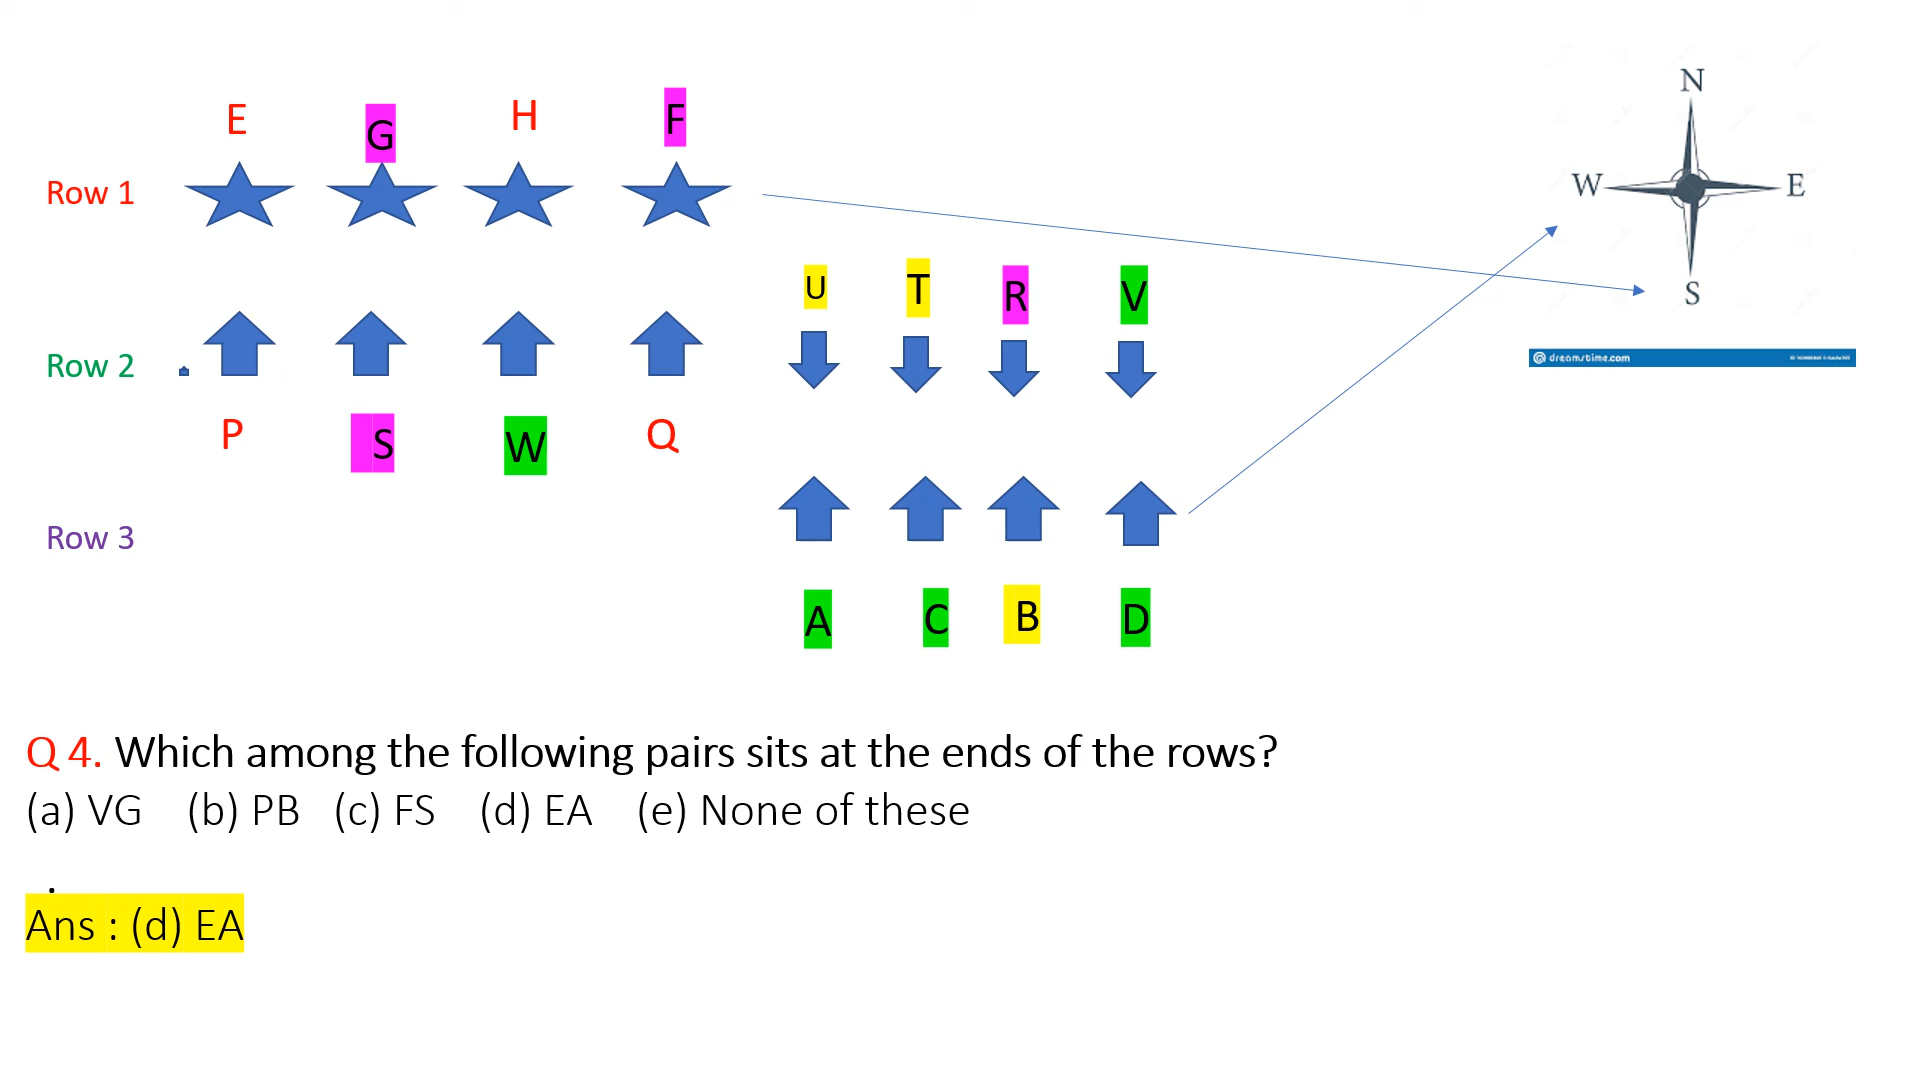 N
E G H F
Row 1
W E
U T R V
S
Row 2
dreamstime.com
P S W Q
Row 3
A C B D
Q 4. Which among the following pairs sits at the ends of the rows?
(a) VG (b) PB (c) FS (d) EA (e) None of these
.
Ans : (d) EA